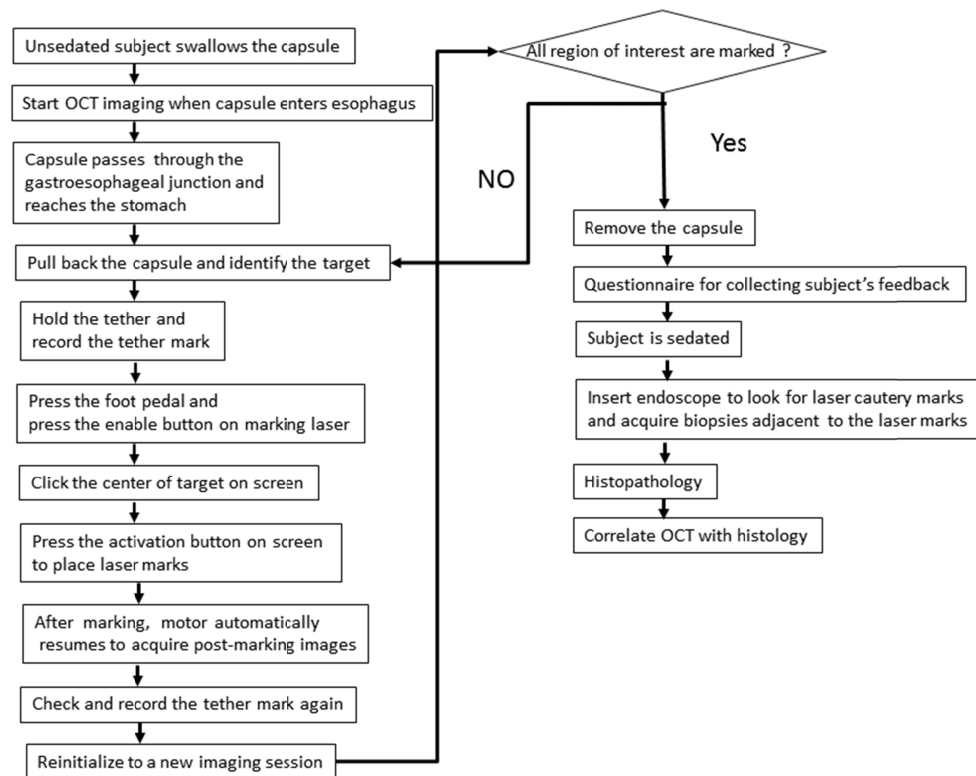 Unsedated subject swallows the capsule
Start OCT imaging when capsule enters esophagus
Capsule passes through the
gastroesophageal junction and
reaches the stomach
Pull back the capsule and identify the target
Hold the tether and
record the tether mark
Press the foot pedal and
press the enable button on marking laser
Click the center of target on screen
Press the activation button on screen
to place laser marks
After marking, motor automatically
resumes to acquire post-marking images
Check and record the tether mark again
Reinitialize to a new imaging session
All region of interest are marked ?
NO
Yes
Remove the capsule
Questionnaire for collecting subject's feedback
Subject is sedated
Insert endoscope to look for laser cautery marks
and acquire biopsies adjacent to the laser marks
Histopathology
Correlate OCT with histology